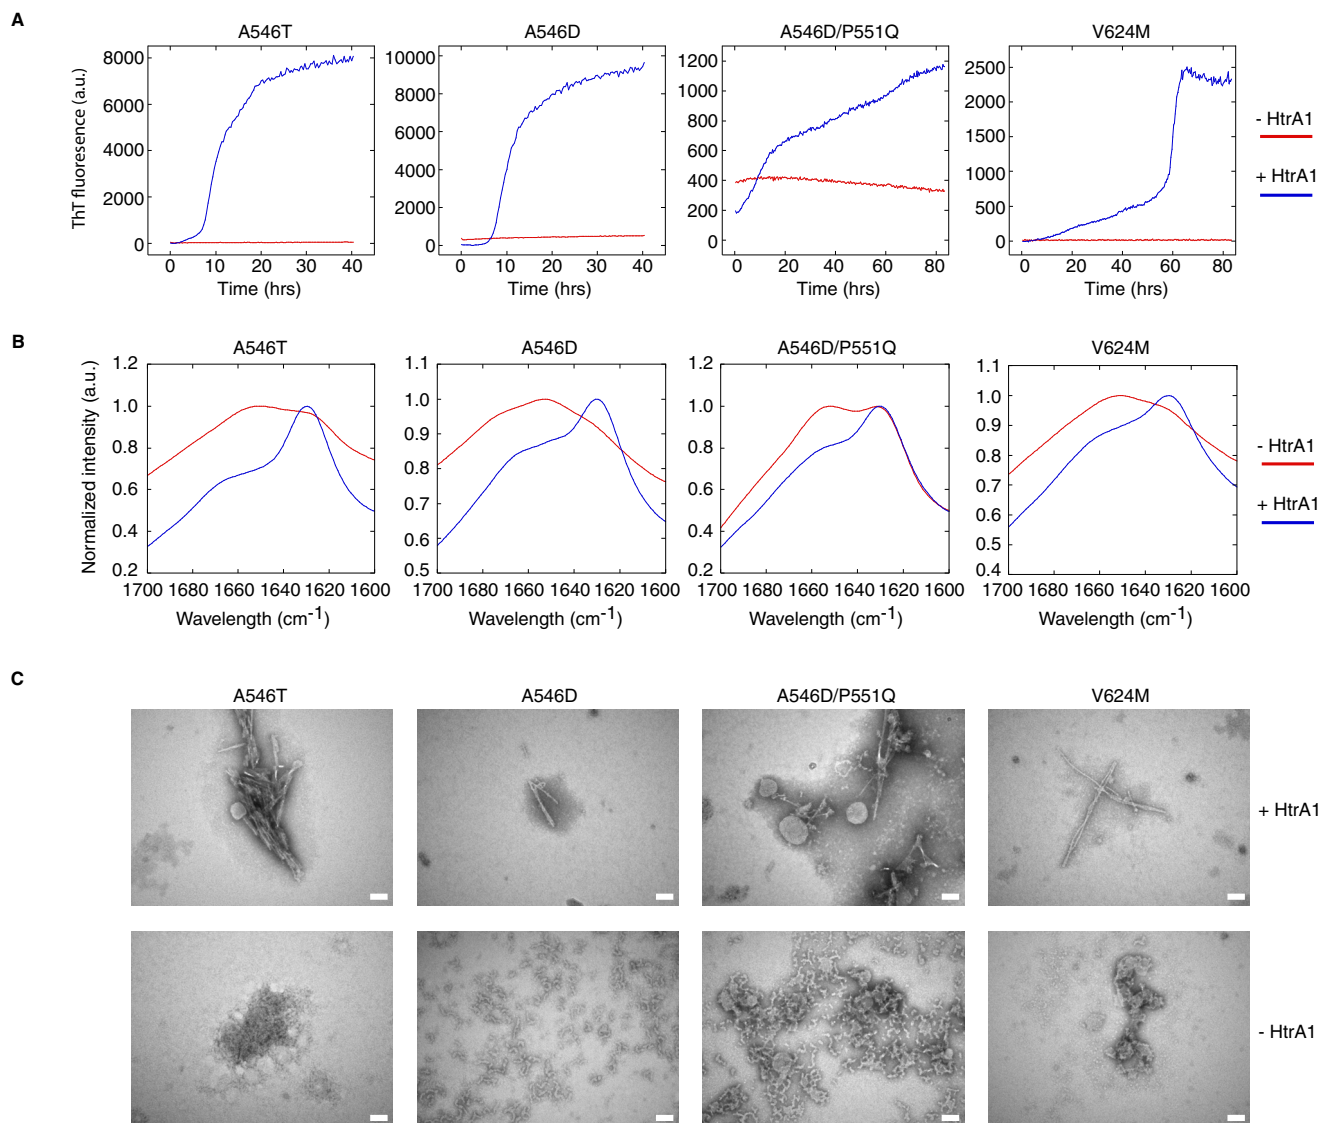 A
A546T A546D A546D/P551Q V624M
ThT fluoresence (a.u.)
8000 6000 4000 2000 0
0 10 20 30 40
Time (hrs)
10000 8000 6000 4000 2000 0
0 10 20 30 40
Time (hrs)
1200 1000 800 600 400 200 0
0 20 40 60 80
Time (hrs)
2500 2000 1500 1000 500 0
0 20 40 60 80
Time (hrs)
- HtrA1
+ HtrA1
B
A546T A546D A546D/P551Q V624M
Normalized intensity (a.u.)
1.2 1.0 0.8 0.6 0.4 0.2
1700 1680 1660 1640 1620 1600
Wavelength (cm-1)
1.1 1.0 0.9 0.8 0.7 0.6 0.5
1700 1680 1660 1640 1620 1600
Wavelength (cm-1)
1.2 1.0 0.8 0.6 0.4 0.2
1700 1680 1660 1640 1620 1600
Wavelength (cm-1)
1.1 1.0 0.9 0.8 0.7 0.6 0.5 0.4
1700 1680 1660 1640 1620 1600
Wavelength (cm-1)
- HtrA1
+ HtrA1
C
A546T A546D A546D/P551Q V624M
+ HtrA1
- HtrA1